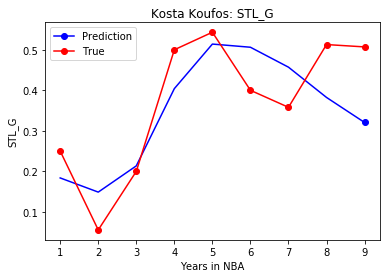 Kosta Koufos: STL_G
Prediction
True
STL_G
0.5
0.4
0.3
0.2
0.1
1 2 3 4 5 6 7 8 9
Years in NBA